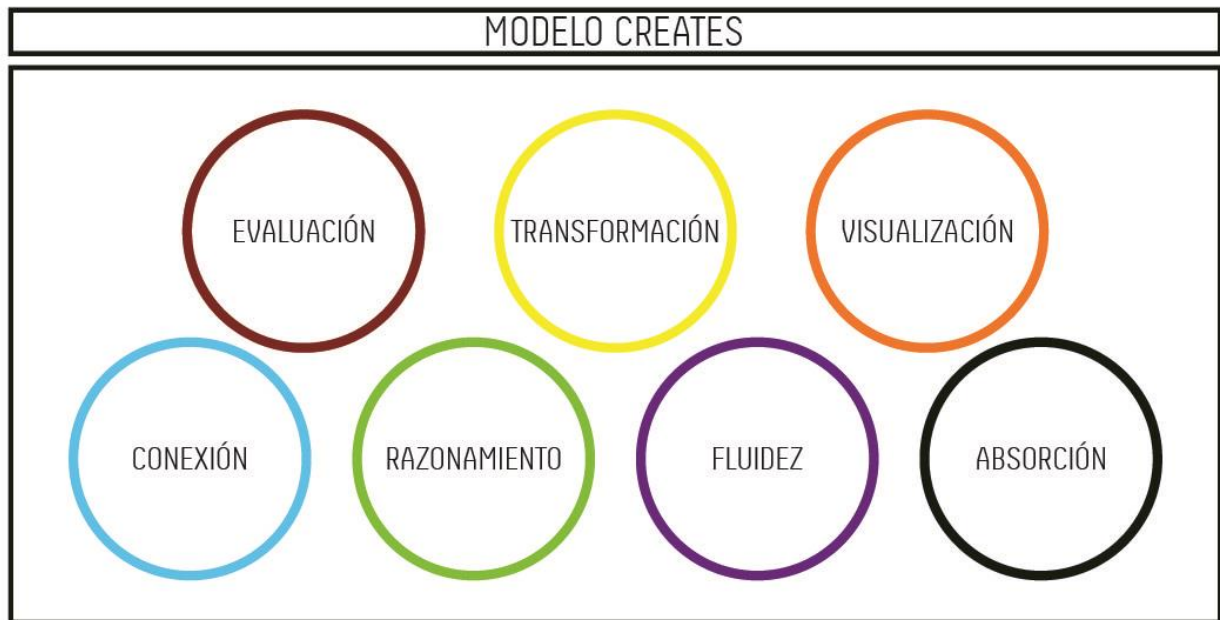 MODELO CREATES
EVALUACIÓN
TRANSFORMACIÓN
VISUALIZACIÓN
CONEXIÓN
RAZONAMIENTO
FLUIDEZ
ABSORCIÓN